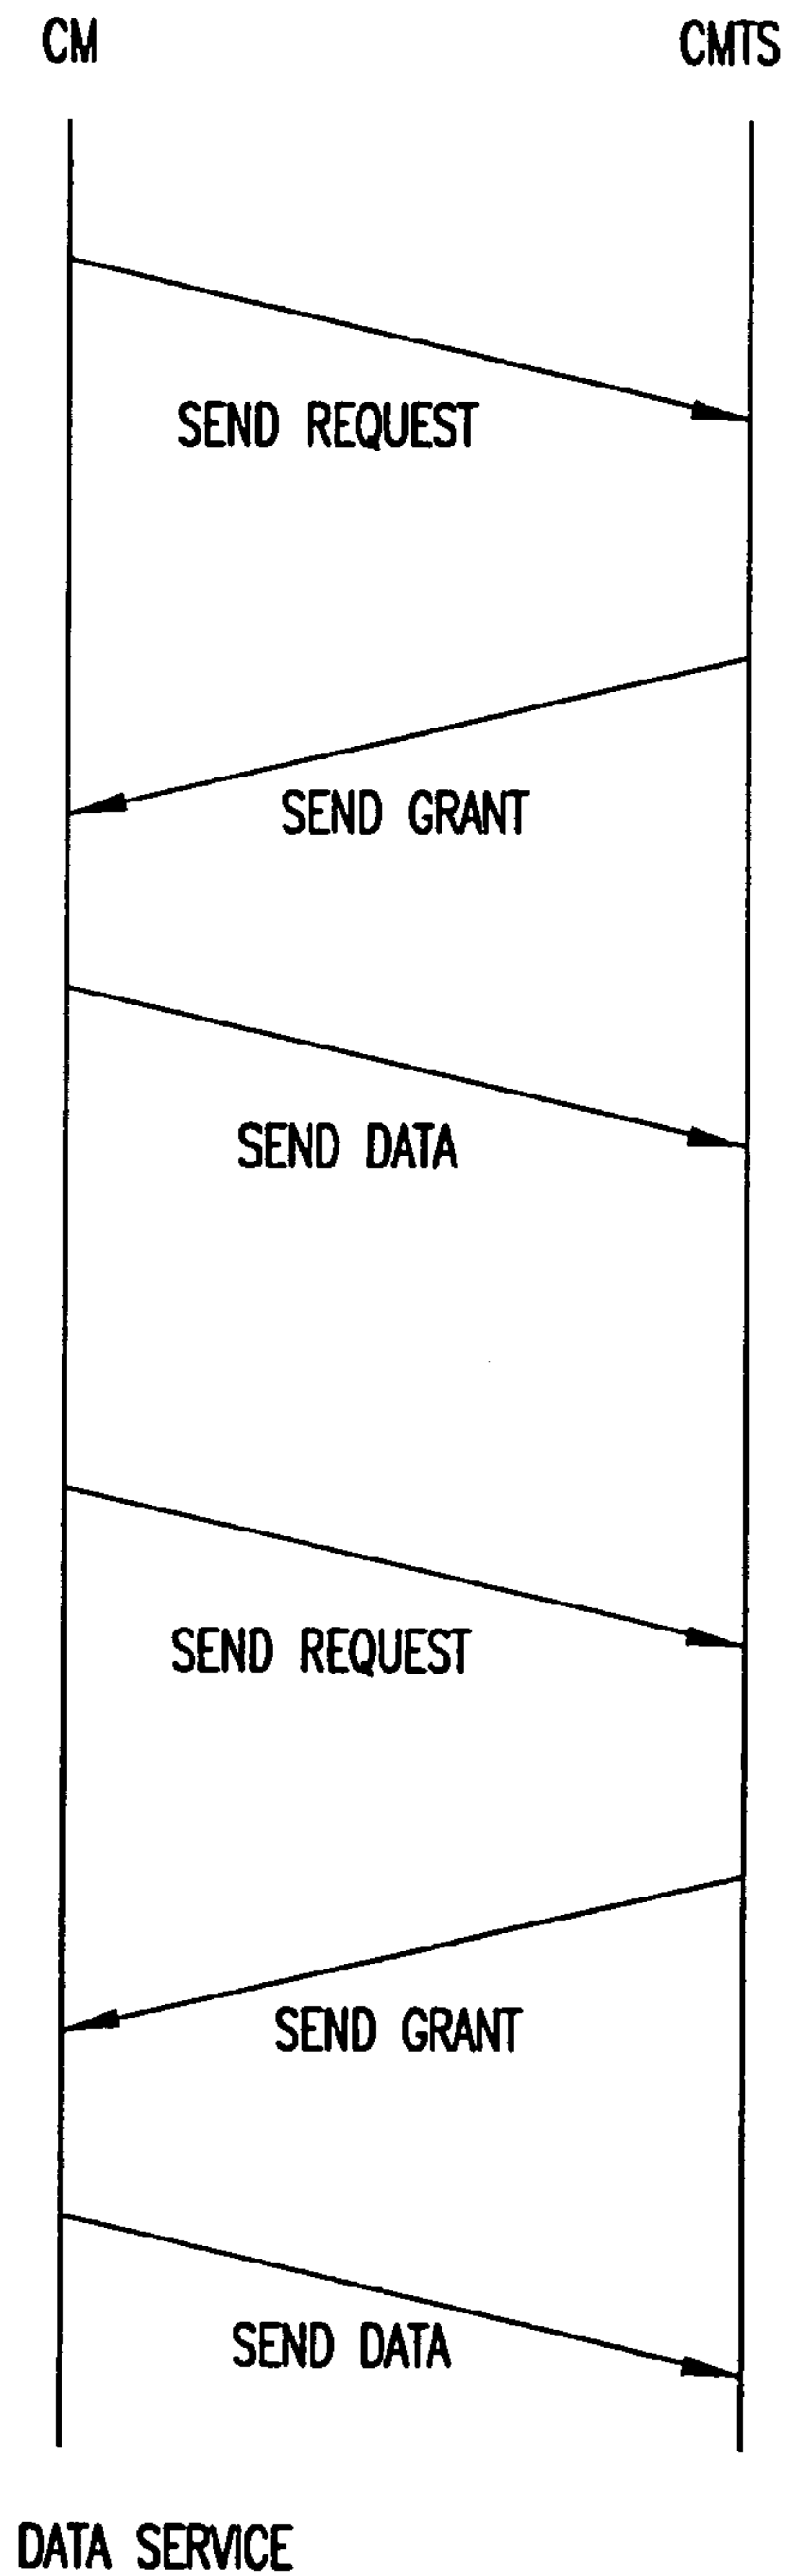 CM
CMTS
SEND REQUEST
SEND GRANT
SEND DATA
SEND REQUEST
SEND GRANT
SEND DATA
DATA SERVICE